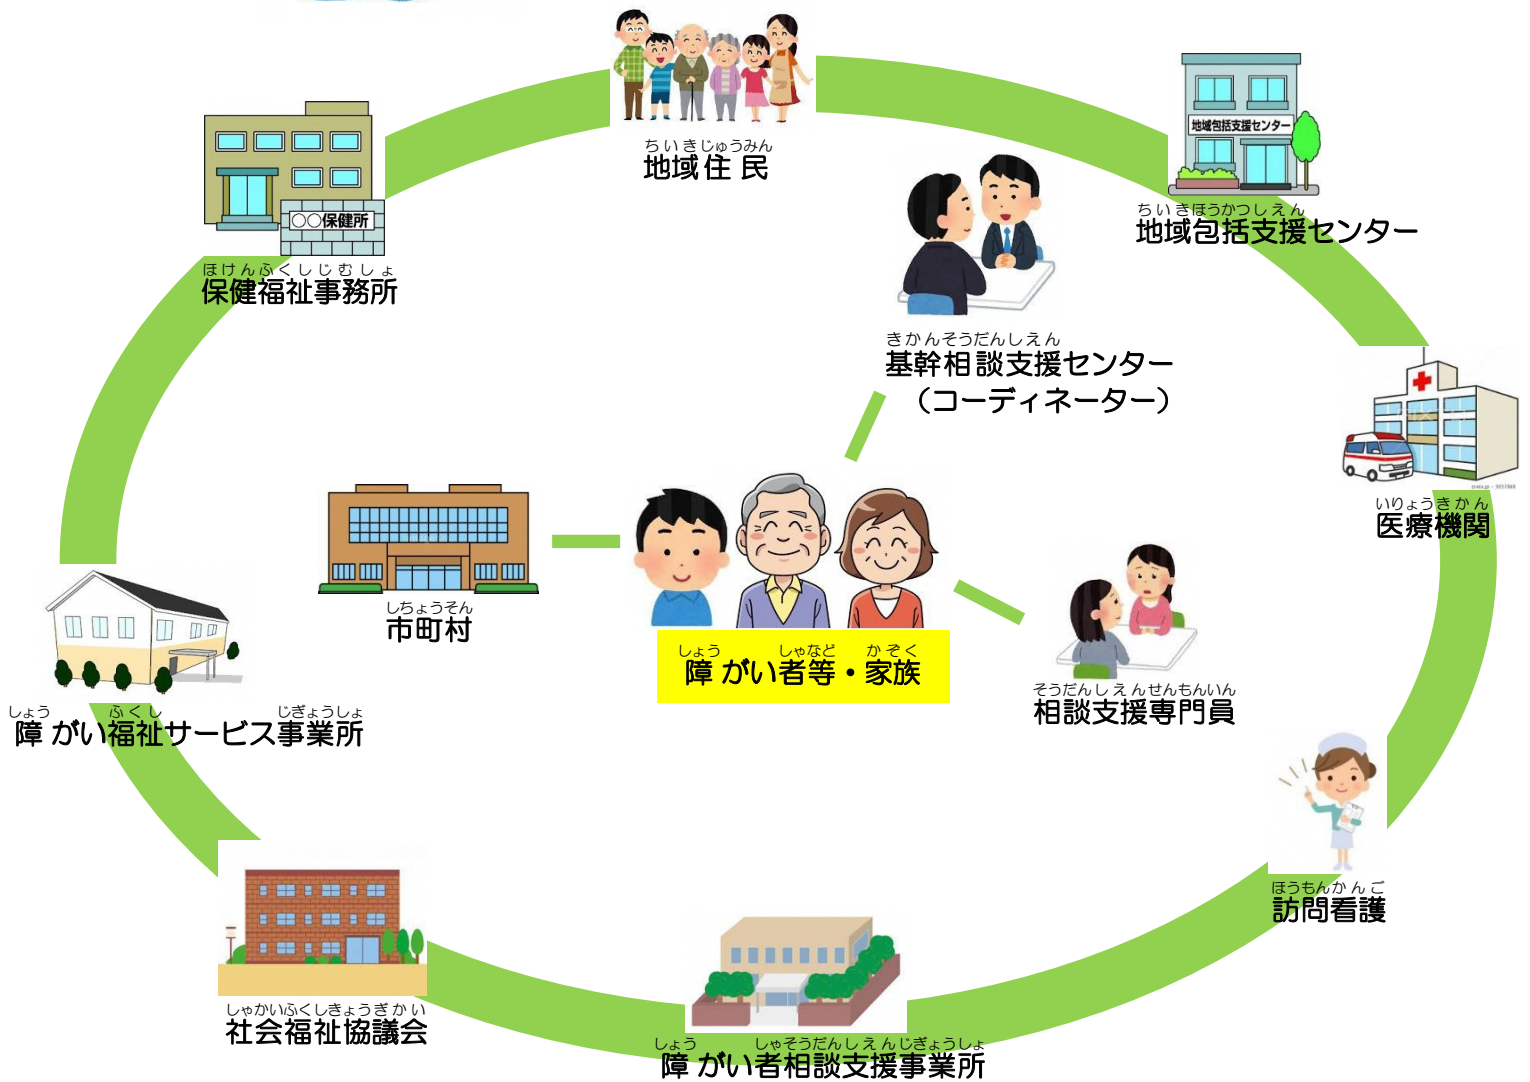 ちいきじゅうみん
地域住民
地域包括支援センター
ちいきほうかつしえん
地域包括支援センター
〇〇保健所
ほけんふくしじむしょ
保健福祉事務所
きかんそうだんしえん
基幹相談支援センター
（コーディネーター）
いりょうきかん
医療機関
しちょうそん
市町村
しょう しゃなど かぞく
障がい者等・家族
そうだんしえんせんもんいん
相談支援専門員
しょう ふくし じぎょうしょ
障がい福祉サービス事業所
ほうもんかんご
訪問看護
しゃかいふくしきょうぎかい
社会福祉協議会
しょう しゃそうだんしえんじぎょうしょ
障がい者相談支援事業所